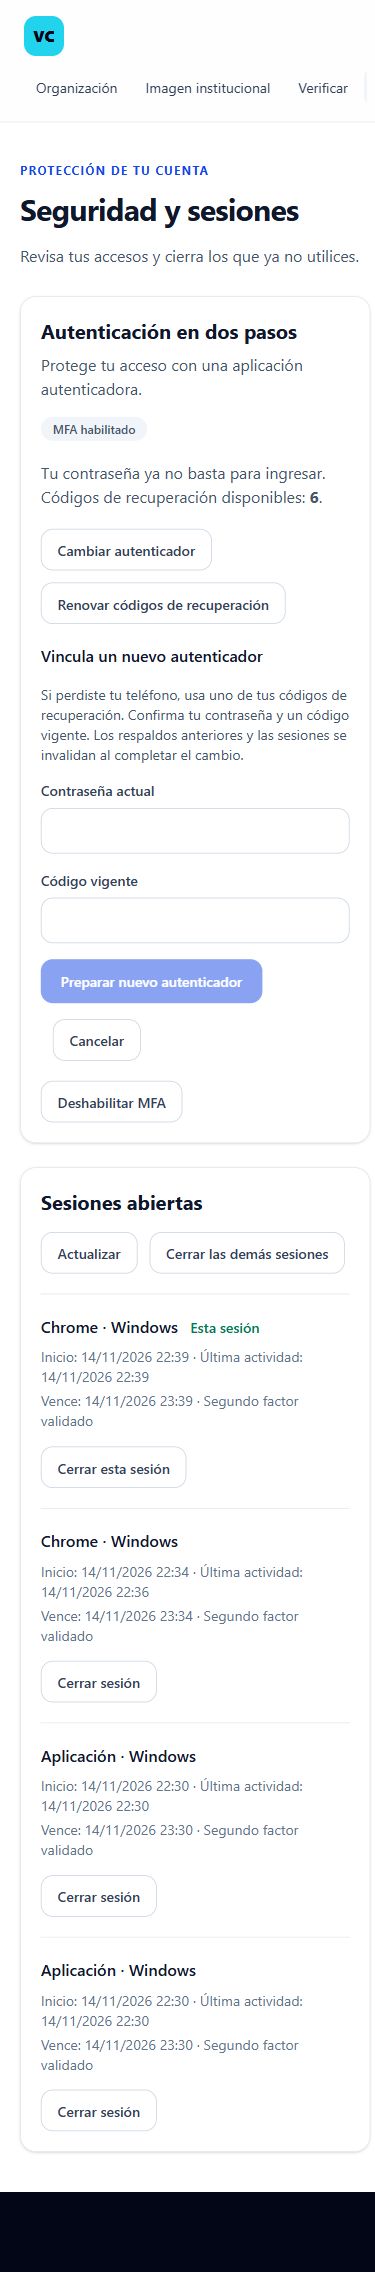 vc
Organización Imagen institucional Verificar
PROTECCIÓN DE TU CUENTA
Seguridad y sesiones
Revisa tus accesos y cierra los que ya no utilices.
Autenticación en dos pasos
Protege tu acceso con una aplicación
autenticadora.
MFA habilitado
Tu contraseña ya no basta para ingresar.
Códigos de recuperación disponibles: 6.
Cambiar autenticador
Renovar códigos de recuperación
Vincula un nuevo autenticador
Si perdiste tu teléfono, usa uno de tus códigos de
recuperación. Confirma tu contraseña y un código
vigente. Los respaldos anteriores y las sesiones se
invalidan al completar el cambio.
Contraseña actual
Código vigente
Preparar nuevo autenticador
Cancelar
Deshabilitar MFA
Sesiones abiertas
Actualizar Cerrar las demás sesiones
Chrome · Windows Esta sesión
Inicio: 14/11/2026 22:39 · Última actividad:
14/11/2026 22:39
Vence: 14/11/2026 23:39 · Segundo factor
validado
Cerrar esta sesión
Chrome · Windows
Inicio: 14/11/2026 22:34 · Última actividad:
14/11/2026 22:36
Vence: 14/11/2026 23:34 · Segundo factor
validado
Cerrar sesión
Aplicación · Windows
Inicio: 14/11/2026 22:30 · Última actividad:
14/11/2026 22:30
Vence: 14/11/2026 23:30 · Segundo factor
validado
Cerrar sesión
Aplicación · Windows
Inicio: 14/11/2026 22:30 · Última actividad:
14/11/2026 22:30
Vence: 14/11/2026 23:30 · Segundo factor
validado
Cerrar sesión